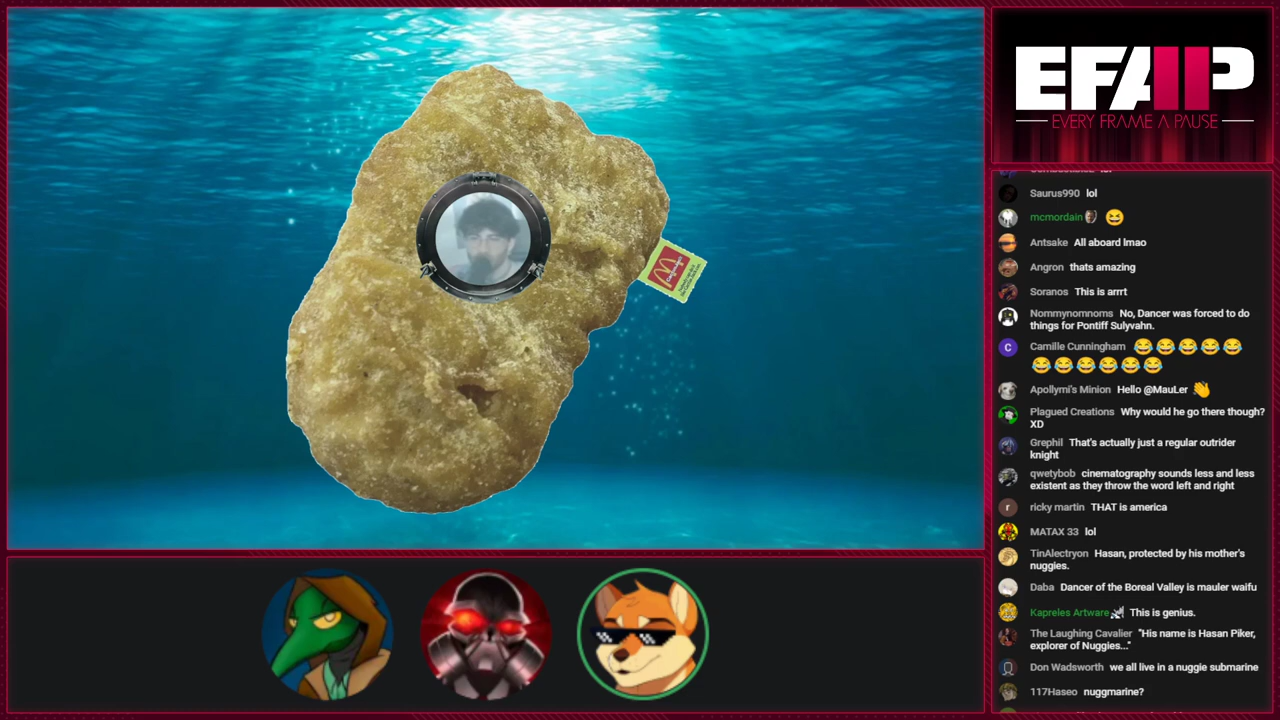 EFAP
EVERY FRAME A PAUSE
Saurus990 lol
mcmordain 😆
Antsake All aboard lmao
Angron thats amazing
Soranos This is arrrt
Nommynomnoms No, Dancer was forced to do
things for Pontiff Sulyvahn.
C
Camille Cunningham 😂😂😂😂😂
😂😂😂😂😂😂
Apollymi's Minion Hello @MauLer 👋
Plagued Creations Why would he go there though?
XD
Grephil That's actually just a regular outrider
knight
qwetybob cinematography sounds less and less
existent as they throw the word left and right
r
ricky martin THAT is america
MATAX 33 lol
TinAlectryon Hasan, protected by his mother's
nuggies.
Daba Dancer of the Boreal Valley is mauler waifu
Kapreles Artware This is genius.
The Laughing Cavalier "His name is Hasan Piker,
explorer of Nuggies..."
Don Wadsworth we all live in a nuggie submarine
117Haseo nuggmarine?